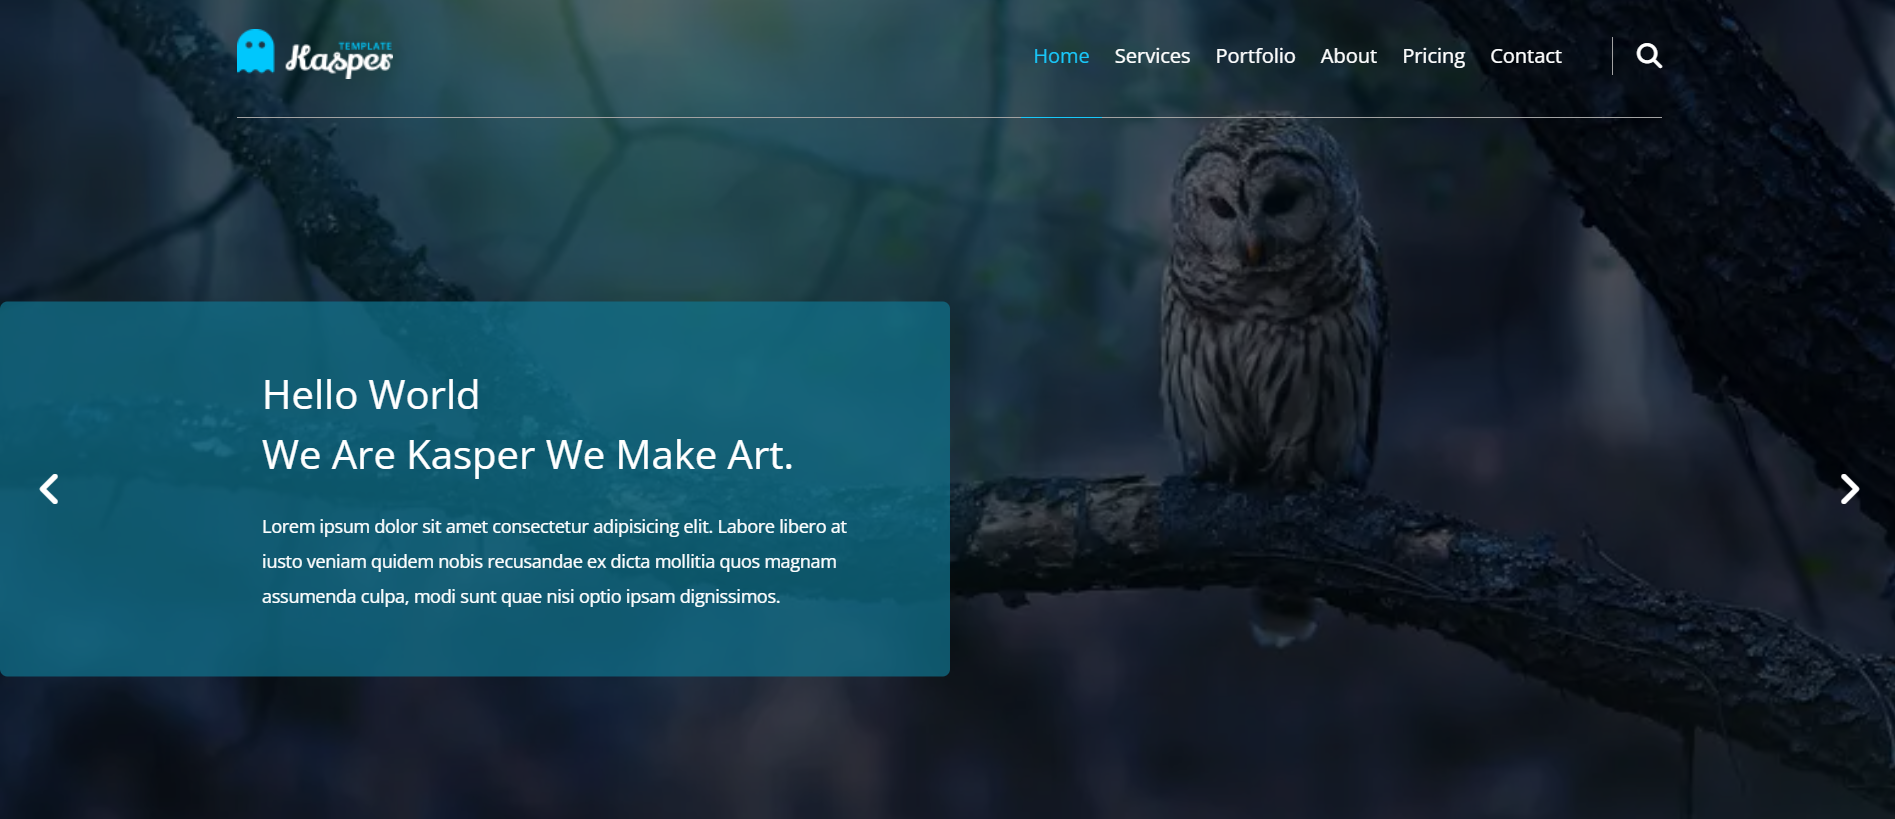 TEMPLATE
Kasper
Home Services Portfolio About Pricing Contact
Hello World
We Are Kasper We Make Art.
Lorem ipsum dolor sit amet consectetur adipisicing elit. Labore libero at
iusto veniam quidem nobis recusandae ex dicta mollitia quos magnam
assumenda culpa, modi sunt quae nisi optio ipsam dignissimos.